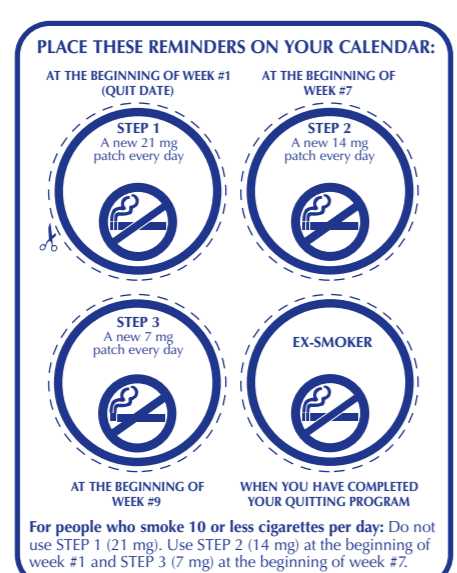 PLACE THESE REMINDERS ON YOUR CALENDAR:
AT THE BEGINNING OF WEEK #1
(QUIT DATE)
AT THE BEGINNING OF
WEEK #7
STEP 1
A new 21 mg
patch every day
STEP 2
A new 14 mg
patch every day
STEP 3
A new 7 mg
patch every day
EX-SMOKER
AT THE BEGINNING OF
WEEK #9
WHEN YOU HAVE COMPLETED
YOUR QUITTING PROGRAM
For people who smoke 10 or less cigarettes per day: Do not
use STEP 1 (21 mg). Use STEP 2 (14 mg) at the beginning of
week #1 and STEP 3 (7 mg) at the beginning of week #7.